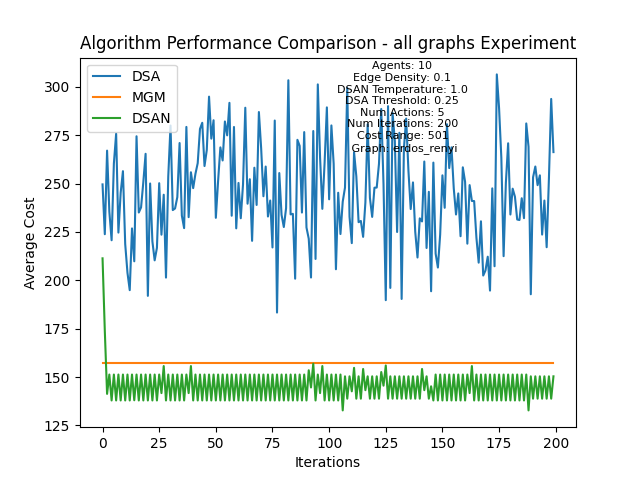 Algorithm Performance Comparison - all graphs Experiment
DSA
MGM
DSAN
Agents: 10
Edge Density: 0.1
DSAN Temperature: 1.0
DSA Threshold: 0.25
Num Actions: 5
Num Iterations: 200
Cost Range: 501
Graph: erdos_renyi
Average Cost
300
275
250
225
200
175
150
125
0
25
50
75
100
125
150
175
200
Iterations